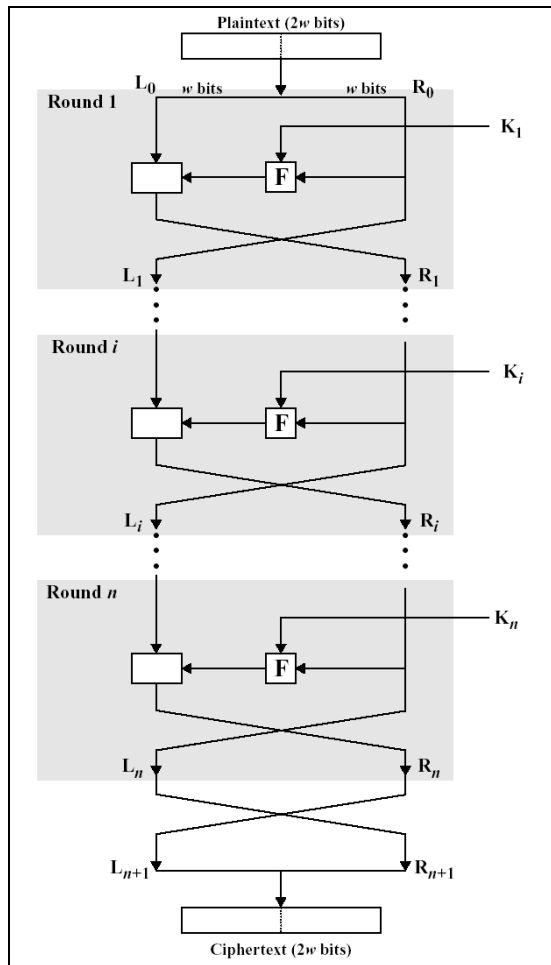 Plaintext (2w bits)
L₀ w bits w bits R₀
Round 1
K₁
F
L₁ R₁
Round i
Kᵢ
F
Lᵢ Rᵢ
Round n
Kₙ
F
Lₙ Rₙ
Lₙ₊₁ Rₙ₊₁
Ciphertext (2w bits)